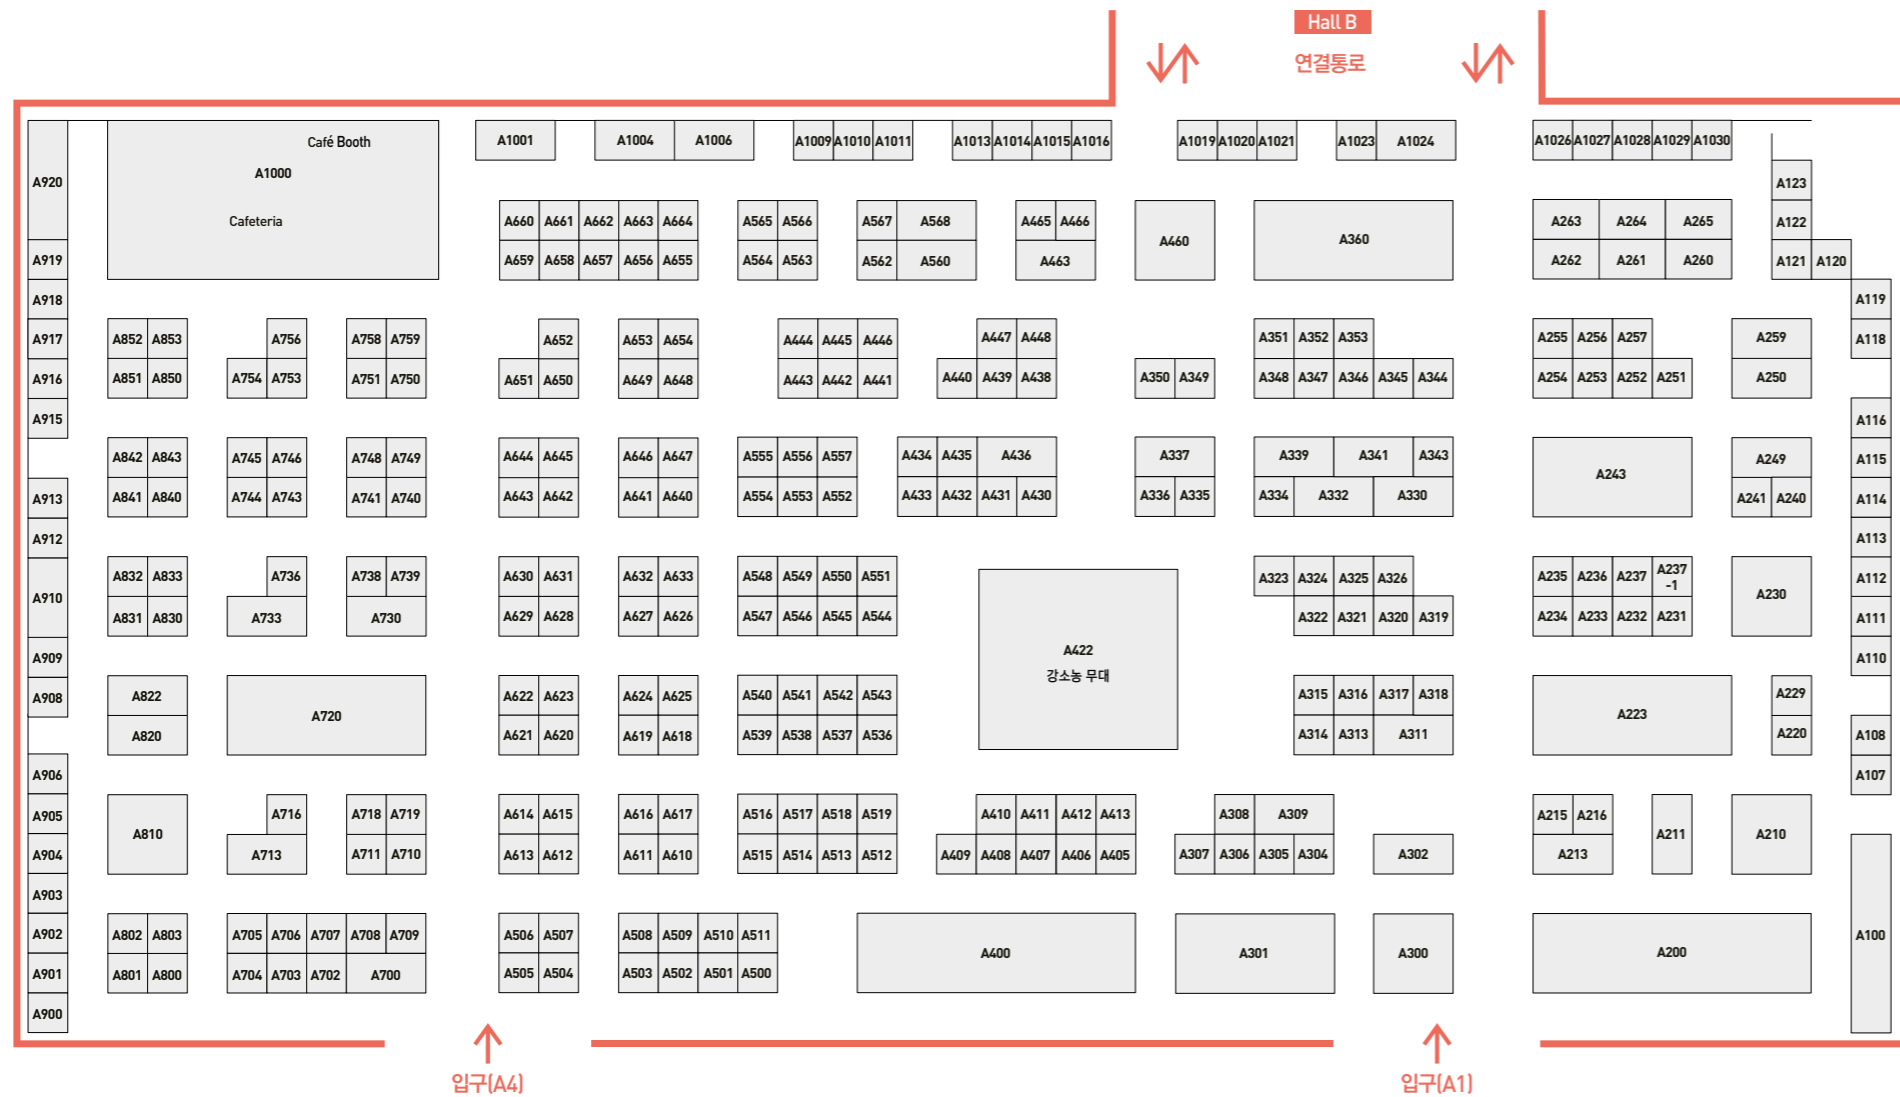 Hall B
연결통로
Café Booth
A1000
Cafeteria
A1001 A1004 A1006 A1009 A1010 A1011 A1013 A1014 A1015 A1016 A1019 A1020 A1021 A1023 A1024 A1026 A1027 A1028 A1029 A1030
A920 A123
A660 A661 A662 A663 A664 A565 A566 A567 A568 A465 A466 A460 A360 A263 A264 A265 A122
A919 A659 A658 A657 A656 A655 A564 A563 A562 A560 A463 A262 A261 A260 A121 A120
A918 A119
A917 A852 A853 A756 A758 A759 A652 A653 A654 A444 A445 A446 A447 A448 A351 A352 A353 A255 A256 A257 A259 A118
A916 A851 A850 A754 A753 A751 A750 A651 A650 A649 A648 A443 A442 A441 A440 A439 A438 A350 A349 A348 A347 A346 A345 A344 A254 A253 A252 A251 A250
A915 A116
A842 A843 A745 A746 A748 A749 A644 A645 A646 A647 A555 A556 A557 A434 A435 A436 A337 A339 A341 A343 A243 A249 A115
A913 A841 A840 A744 A743 A741 A740 A643 A642 A641 A640 A554 A553 A552 A433 A432 A431 A430 A336 A335 A334 A332 A330 A241 A240 A114
A912 A113
A910 A832 A833 A736 A738 A739 A630 A631 A632 A633 A548 A549 A550 A551 A323 A324 A325 A326 A235 A236 A237 A237
-1
A230 A112
A831 A830 A733 A730 A629 A628 A627 A626 A547 A546 A545 A544 A322 A321 A320 A319 A234 A233 A232 A231 A111
A909 A422 A110
강소농 무대
A908 A822 A720 A622 A623 A624 A625 A540 A541 A542 A543 A315 A316 A317 A318 A223 A229
A820 A621 A620 A619 A618 A539 A538 A537 A536 A314 A313 A311 A220 A108
A906 A107
A905 A810 A716 A718 A719 A614 A615 A616 A617 A516 A517 A518 A519 A410 A411 A412 A413 A308 A309 A215 A216 A211 A210
A904 A713 A711 A710 A613 A612 A611 A610 A515 A514 A513 A512 A409 A408 A407 A406 A405 A307 A306 A305 A304 A302 A213
A903
A902 A802 A803 A705 A706 A707 A708 A709 A506 A507 A508 A509 A510 A511 A400 A301 A300 A200 A100
A901 A801 A800 A704 A703 A702 A700 A505 A504 A503 A502 A501 A500
A900
입구(A4) 입구(A1)